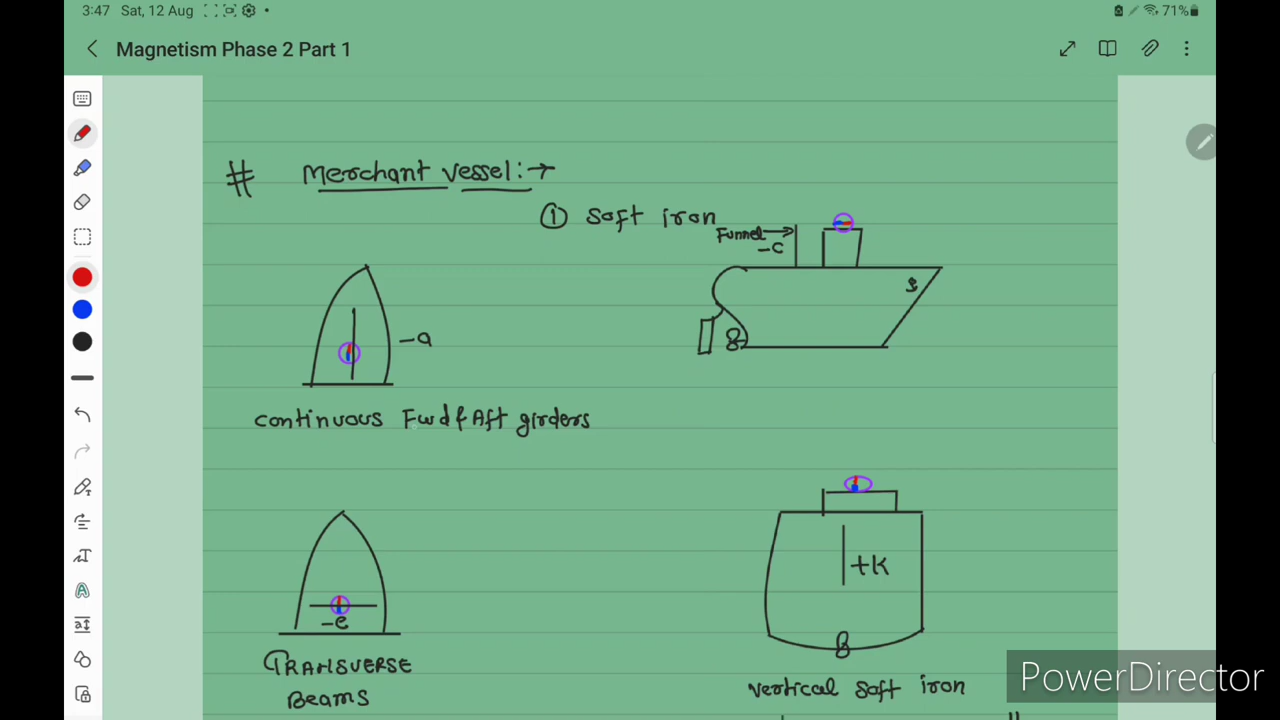 3:47 Sat, 12 Aug
71%
Magnetism Phase 2 Part 1
# Merchant vessel:→
① Soft iron
Funnel →
-c
-a
continuous Fwd & Aft girders
-e
TRANSVERSE
Beams
+k
vertical soft iron
PowerDirector